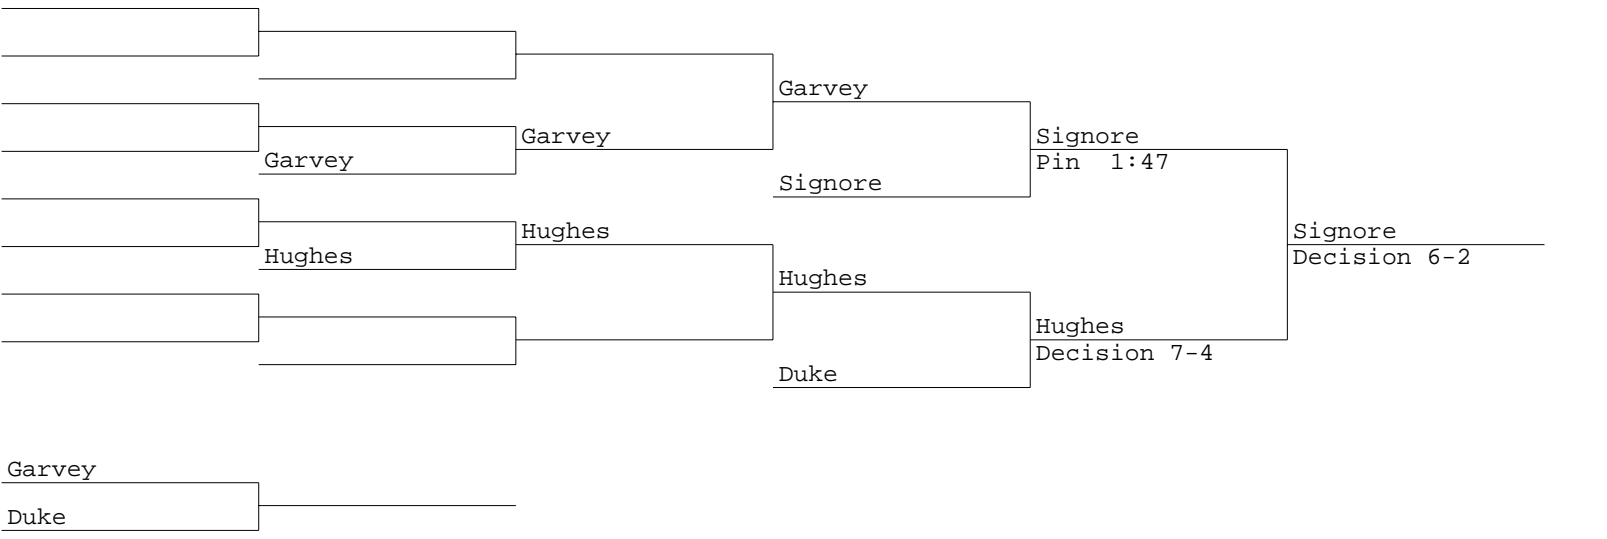 Garvey
Garvey
Signore
Garvey
Pin  1:47
Signore
Hughes
Signore
Hughes
Decision 6-2
Hughes
Hughes
Decision 7-4
Duke
Garvey
Duke